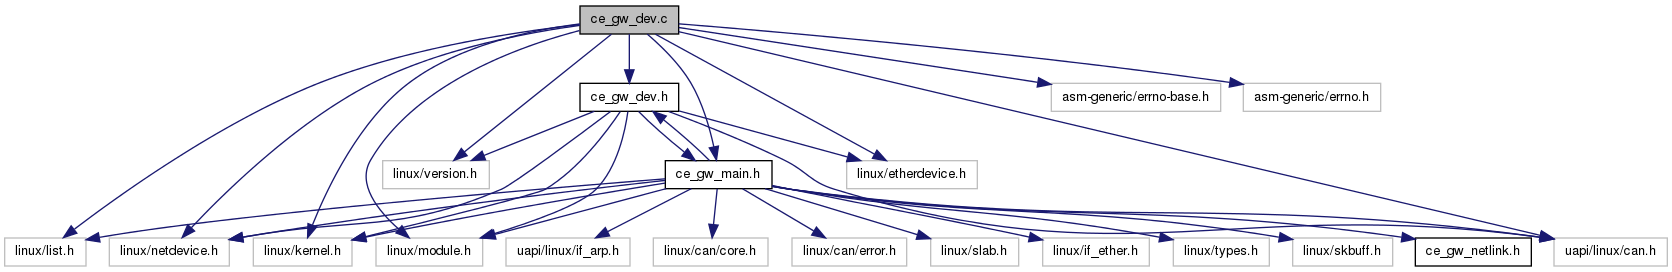 ce_gw_dev.c
ce_gw_dev.h
asm-generic/errno-base.h
asm-generic/errno.h
linux/version.h
ce_gw_main.h
linux/etherdevice.h
linux/list.h
linux/netdevice.h
linux/kernel.h
linux/module.h
uapi/linux/if_arp.h
linux/can/core.h
linux/can/error.h
linux/slab.h
linux/if_ether.h
linux/types.h
linux/skbuff.h
ce_gw_netlink.h
uapi/linux/can.h